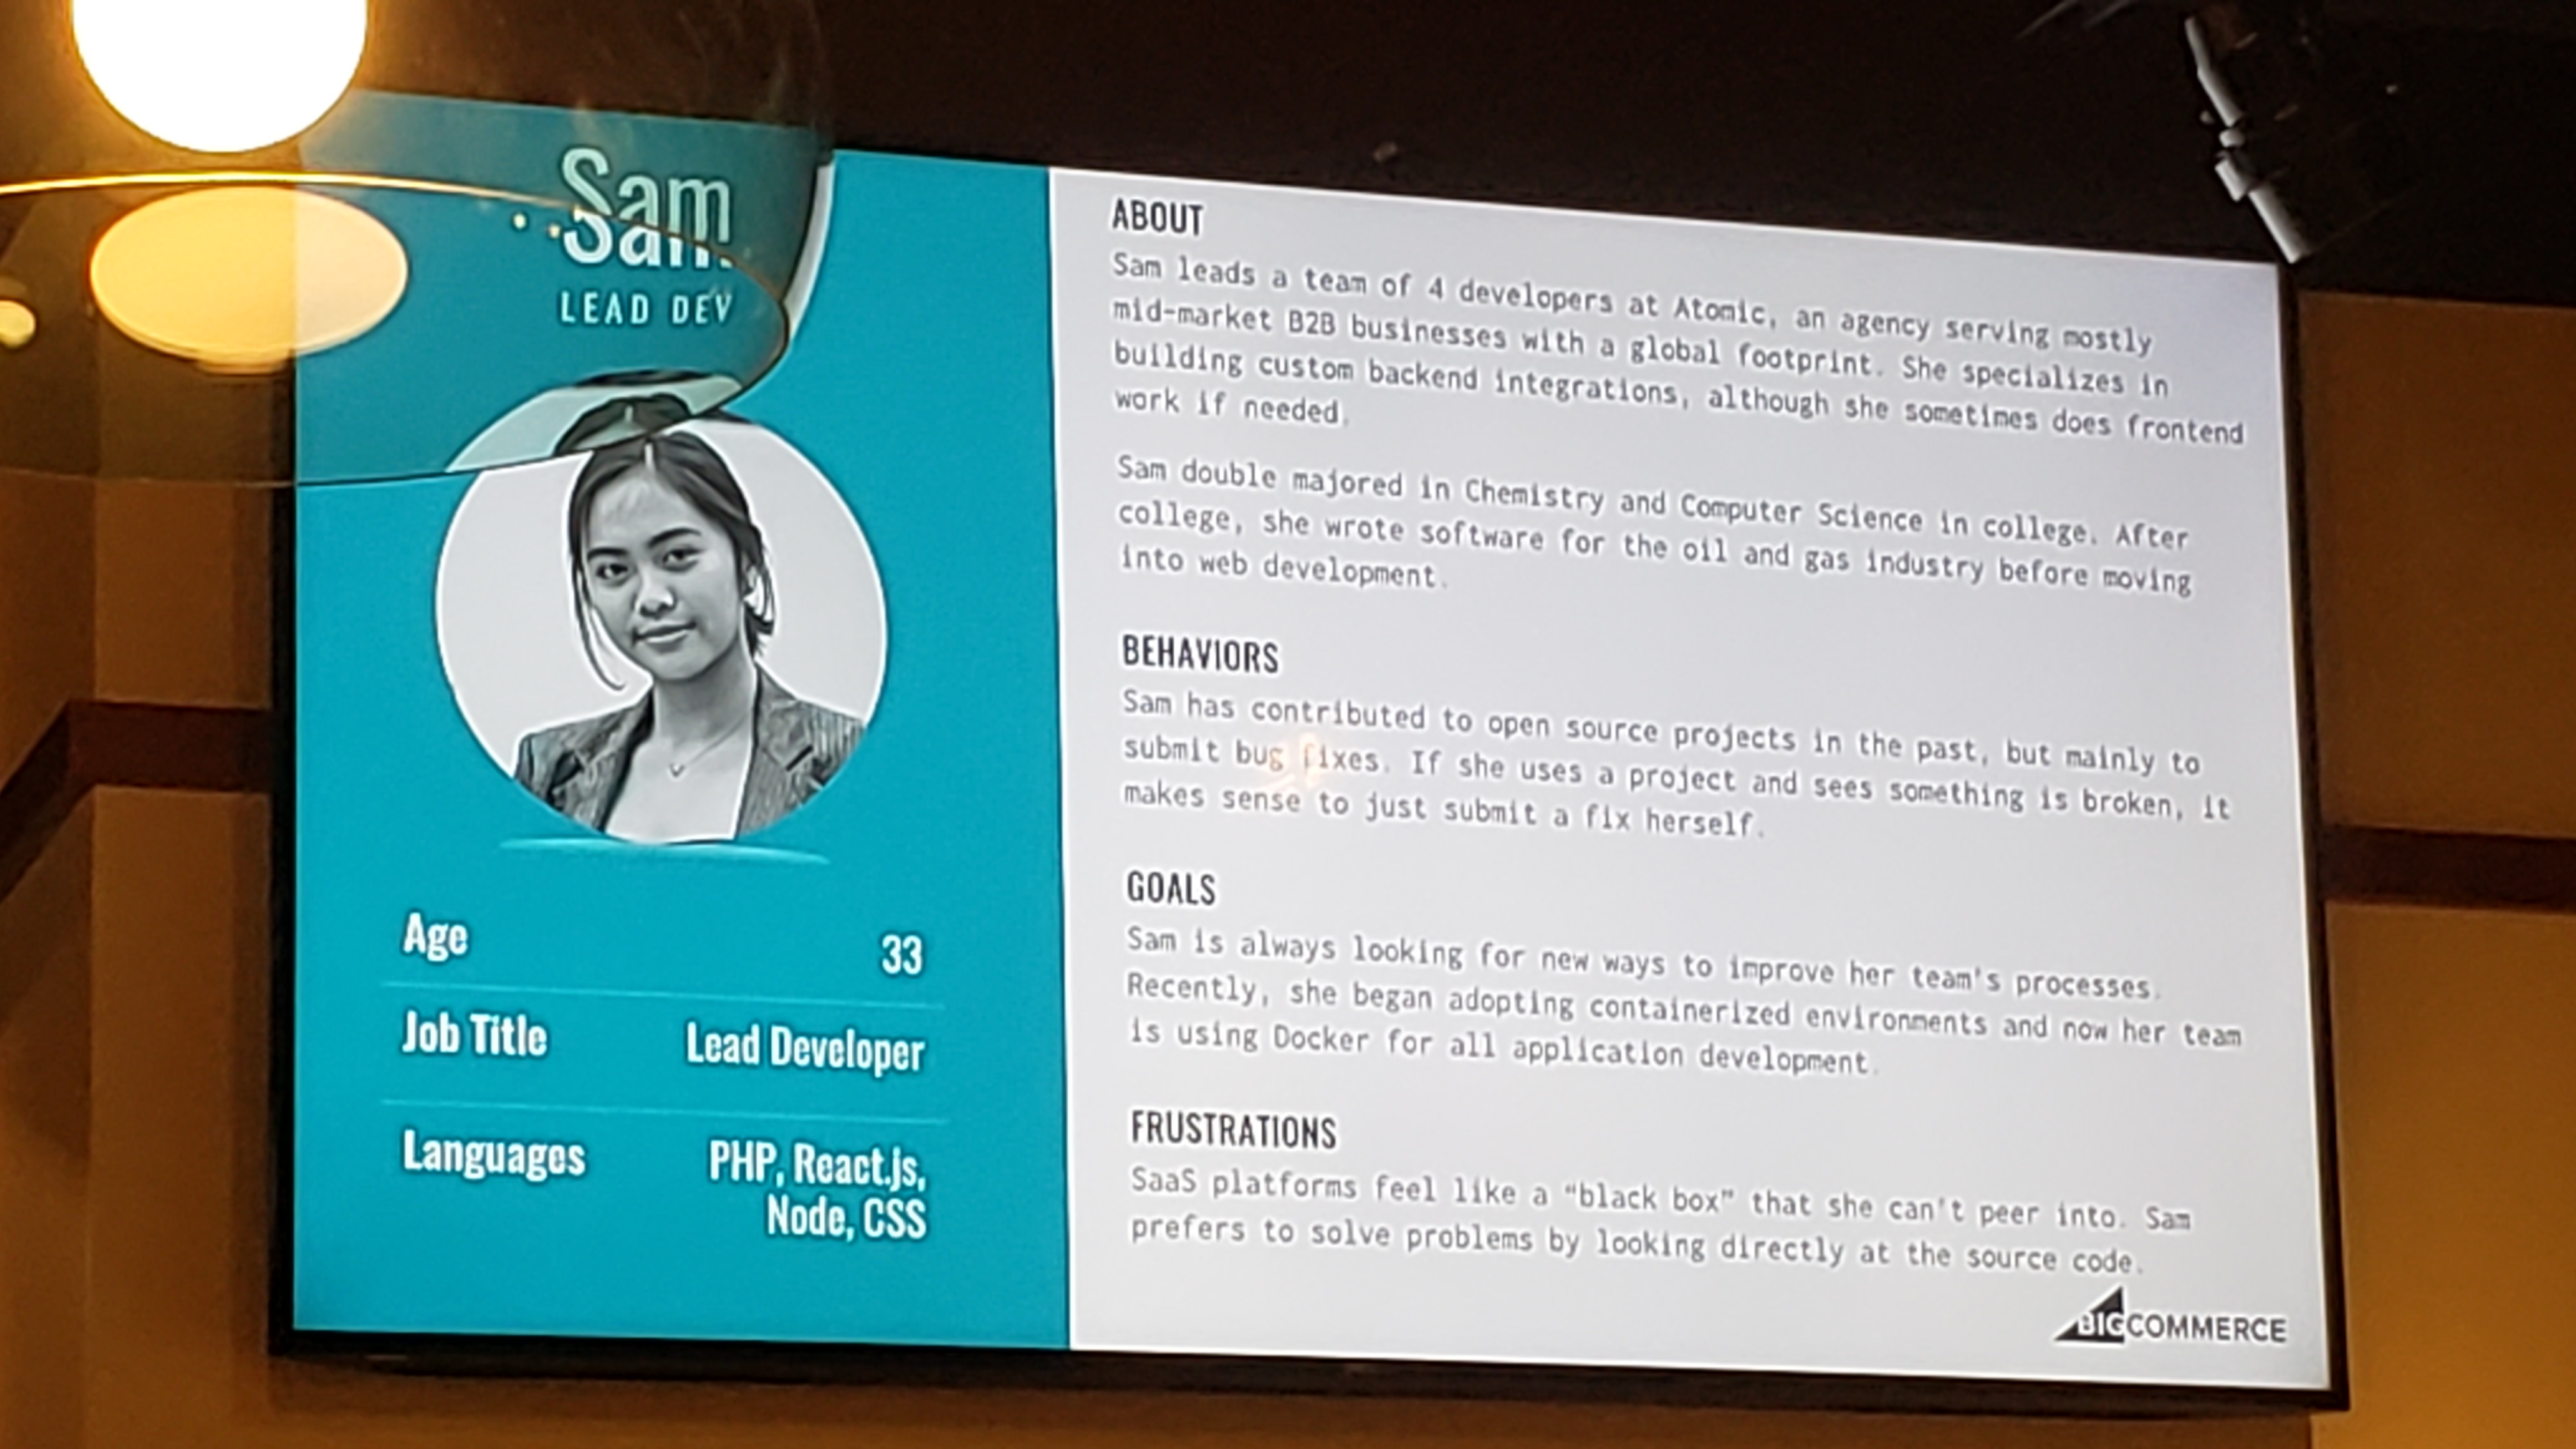 Sam
LEAD DEV
Age 33
Job Title Lead Developer
Languages PHP, React.js,
Node, CSS
ABOUT
Sam leads a team of 4 developers at Atomic, an agency serving mostly
mid-market B2B businesses with a global footprint. She specializes in
building custom backend integrations, although she sometimes does frontend
work if needed.
Sam double majored in Chemistry and Computer Science in college. After
college, she wrote software for the oil and gas industry before moving
into web development.
BEHAVIORS
Sam has contributed to open source projects in the past, but mainly to
submit bug fixes. If she uses a project and sees something is broken, it
makes sense to just submit a fix herself.
GOALS
Sam is always looking for new ways to improve her team's processes.
Recently, she began adopting containerized environments and now her team
is using Docker for all application development.
FRUSTRATIONS
SaaS platforms feel like a “black box” that she can't peer into. Sam
prefers to solve problems by looking directly at the source code.
BIGCOMMERCE